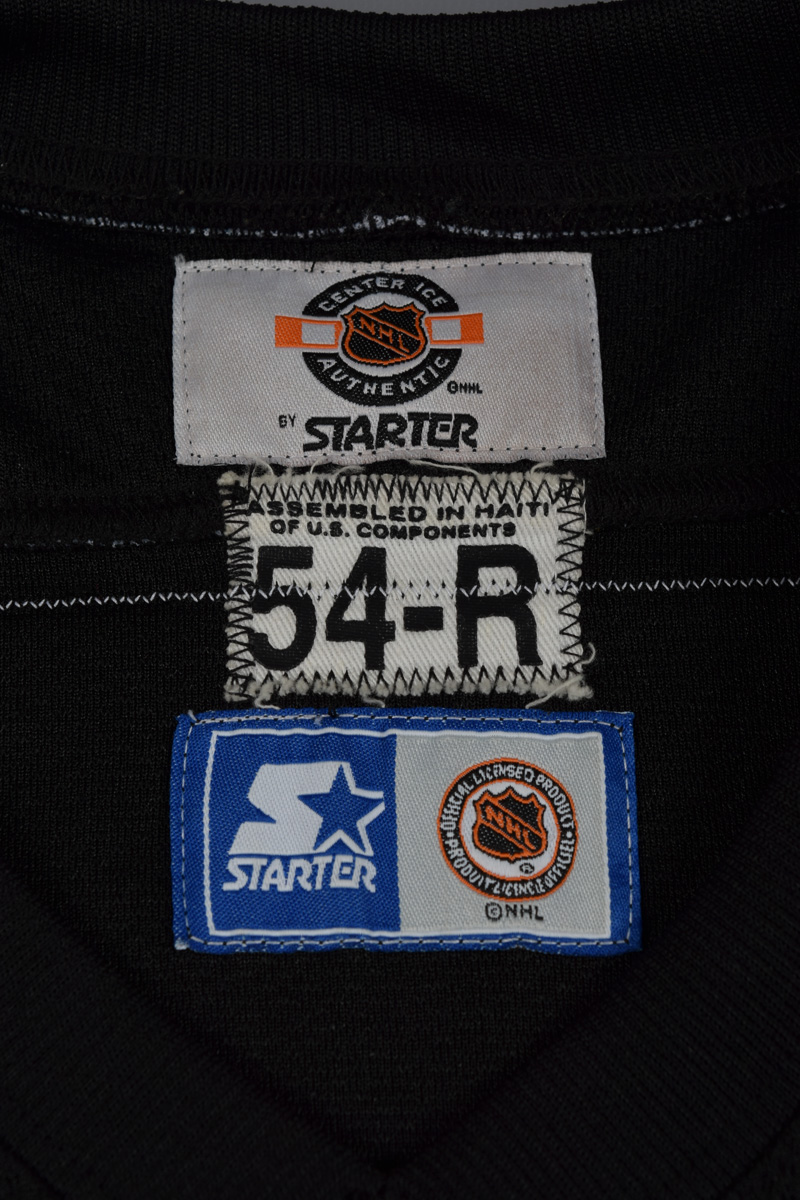 CENTER ICE
NHL
AUTHENTIC
©NHL
BY STARTER
ASSEMBLED IN HAITI
OF U.S. COMPONENTS
54-R
STARTER
OFFICIAL LICENSED PRODUCT
NHL
®
PRODUIT LICENCIE OFFICIEL
©NHL